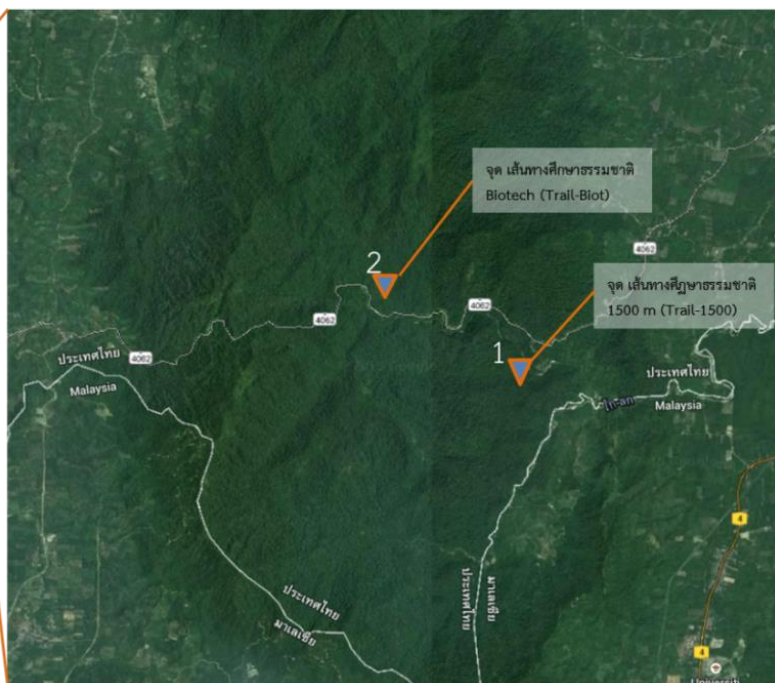 จุด เส้นทางศึกษาธรรมชาติ
Biotech (Trail-Biot)
4062
2
จุด เส้นทางศึฎษาธรรมชาติ
1500 m (Trail-1500)
4062
4062
1
ประเทศไทย
4062
ประเทศไทย
Malaysia
Malaysia
4
ประเทศไทย
มาเลเซีย
ประเทศไทย
มาเลเซีย
4